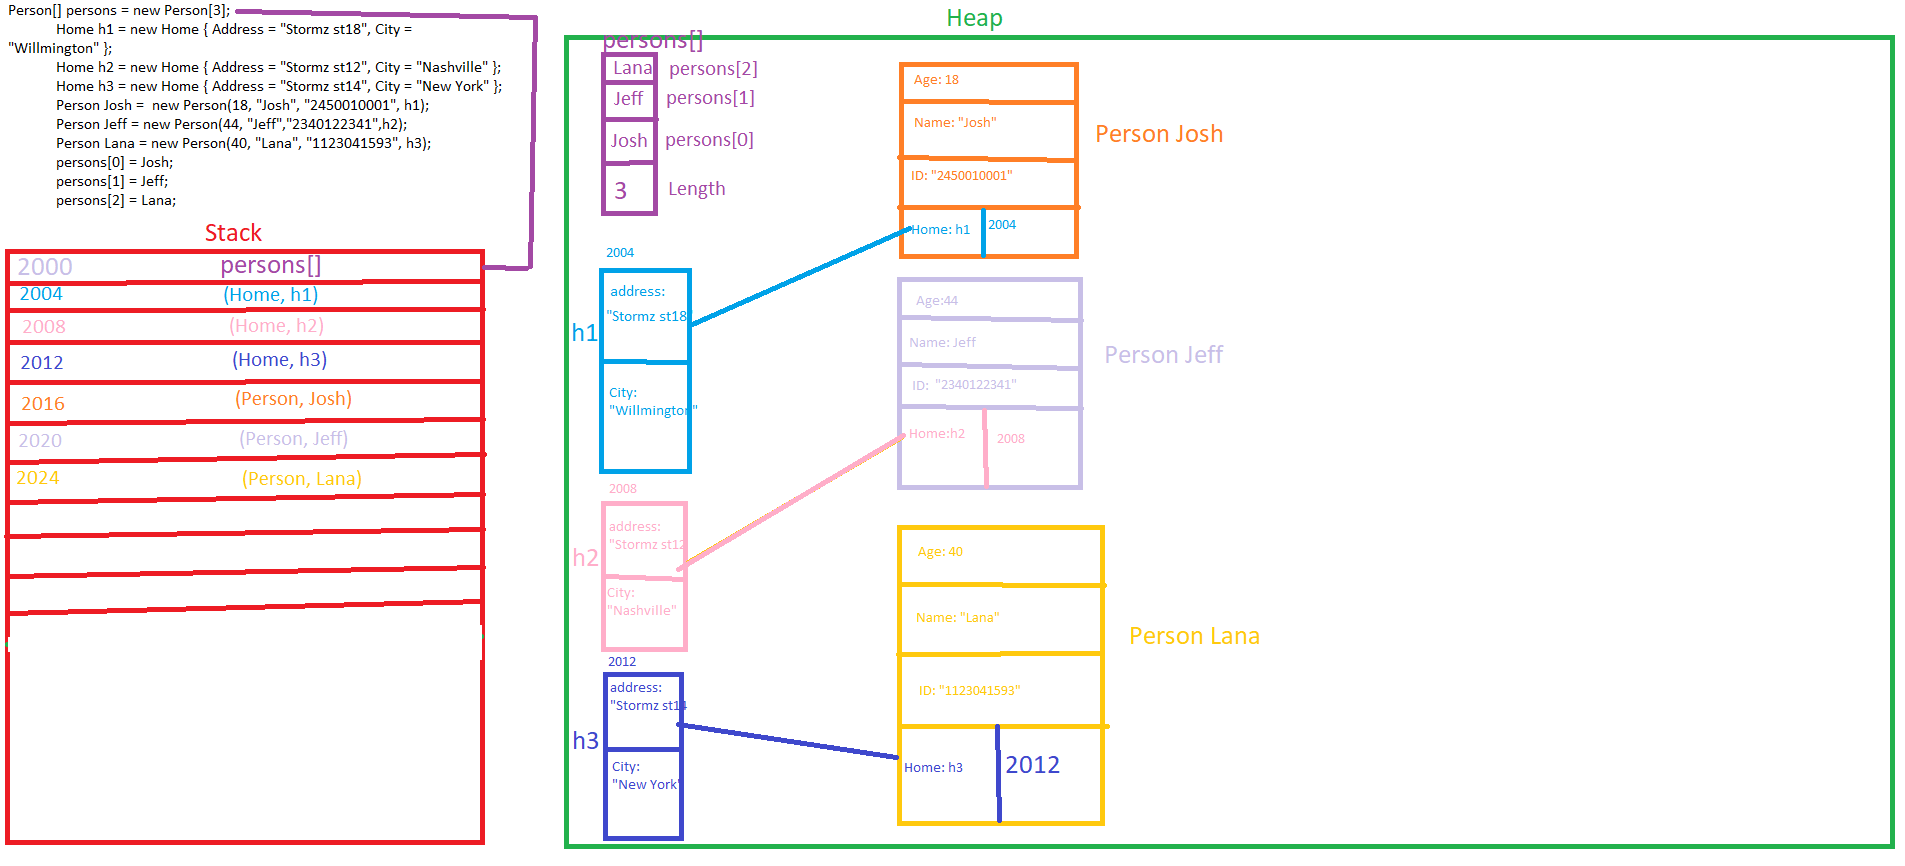 Person[] persons = new Person[3];
Home h1 = new Home { Address = "Stormz st18", City =
"Willmington" };
Home h2 = new Home { Address = "Stormz st12", City = "Nashville" };
Home h3 = new Home { Address = "Stormz st14", City = "New York" };
Person Josh =  new Person(18, "Josh", "2450010001", h1);
Person Jeff = new Person(44, "Jeff","2340122341",h2);
Person Lana = new Person(40, "Lana", "1123041593", h3);
persons[0] = Josh;
persons[1] = Jeff;
persons[2] = Lana;
Stack
2000 persons[]
2004 (Home, h1)
2008 (Home, h2)
2012 (Home, h3)
2016 (Person, Josh)
2020 (Person, Jeff)
2024 (Person, Lana)
Heap
persons[]
Lana persons[2]
Jeff persons[1]
Josh persons[0]
3 Length
2004
h1
address:
"Stormz st18"
City:
"Willmington"
2008
h2
address:
"Stormz st12
City:
"Nashville"
2012
h3
address:
"Stormz st14
City:
"New York"
Age: 18
Name: "Josh"
ID: "2450010001"
Home: h1 2004
Person Josh
Age:44
Name: Jeff
ID:  "2340122341"
Home:h2 2008
Person Jeff
Age: 40
Name: "Lana"
ID: "1123041593"
Home: h3 2012
Person Lana